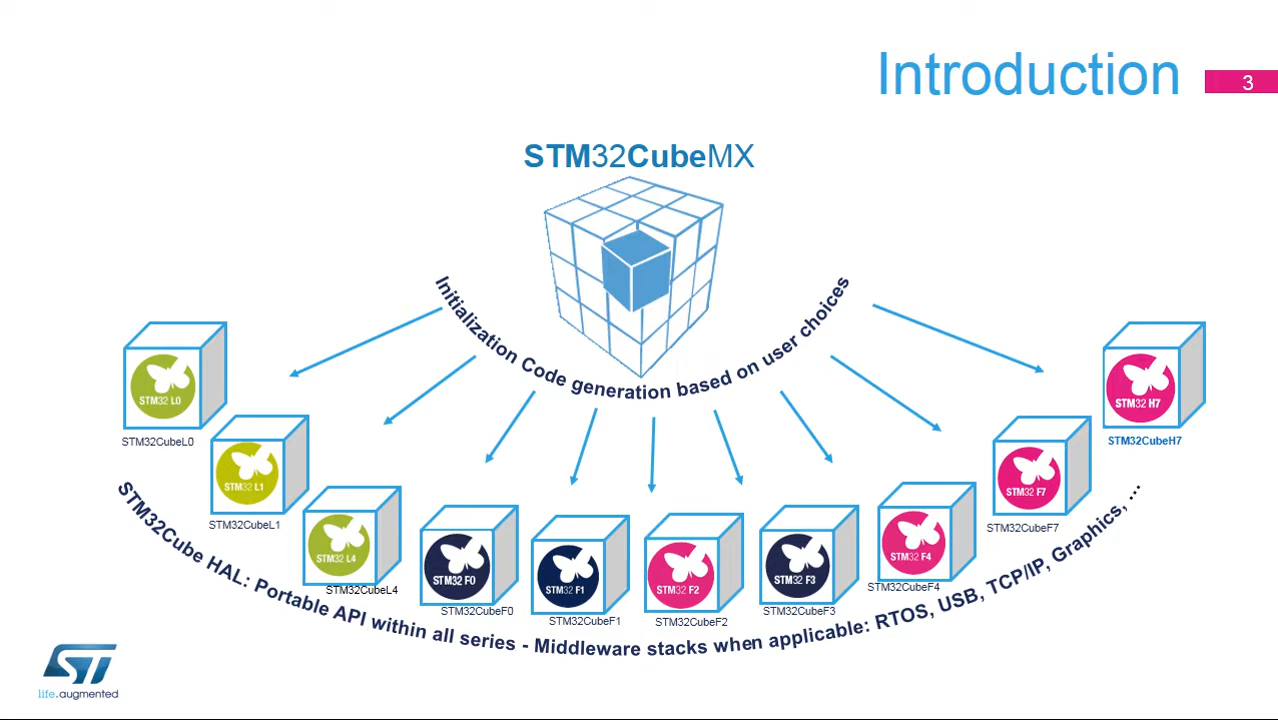 Introduction
3
STM32CubeMX
Initialization Code generation based on user choices
STM32 L0
STM32CubeL0
STM32 L1
STM32CubeL1
STM32 L4
STM32CubeL4
STM32 F0
STM32CubeF0
STM32 F1
STM32CubeF1
STM32 F2
STM32CubeF2
STM32 F3
STM32CubeF3
STM32 F4
STM32CubeF4
STM32 F7
STM32CubeF7
STM32 H7
STM32CubeH7
STM32Cube HAL: Portable API within all series - Middleware stacks when applicable: RTOS, USB, TCP/IP, Graphics, ...
ST
life.augmented